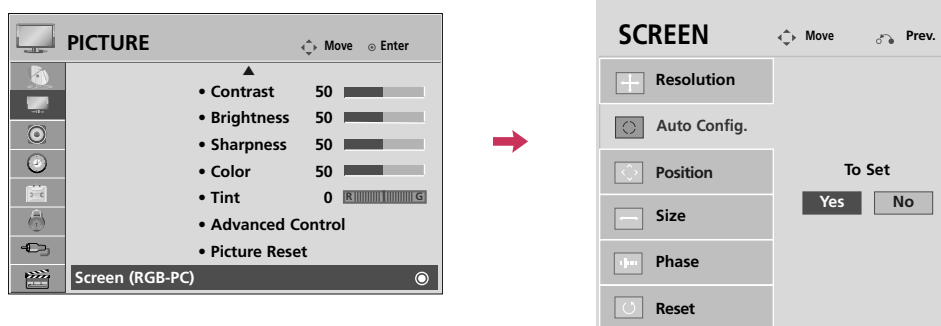 PICTURE
Move
Enter
• Contrast 50
• Brightness 50
• Sharpness 50
• Color 50
• Tint 0 R G
• Advanced Control
• Picture Reset
Screen (RGB-PC)
SCREEN
Move
Prev.
Resolution
Auto Config.
Position
Size
Phase
Reset
To Set
Yes No